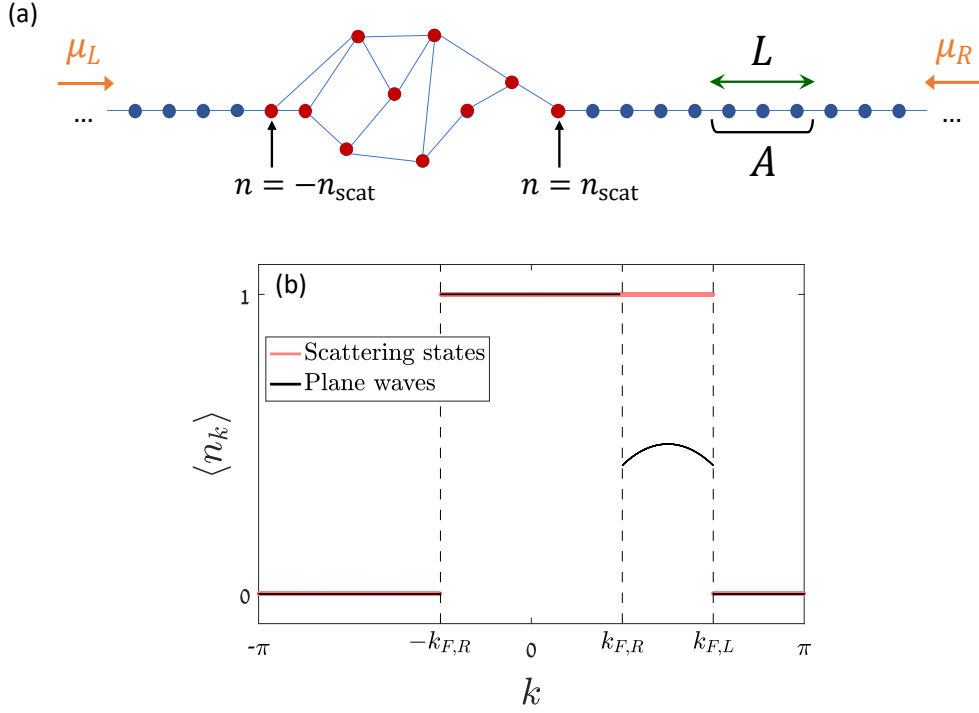 (a)
μ_L
μ_R
L
...
...
A
n = −n_scat
n = n_scat
(b)
1
Scattering states
Plane waves
⟨n_k⟩
0
-π
−k_{F,R}
0
k_{F,R}
k_{F,L}
π
k